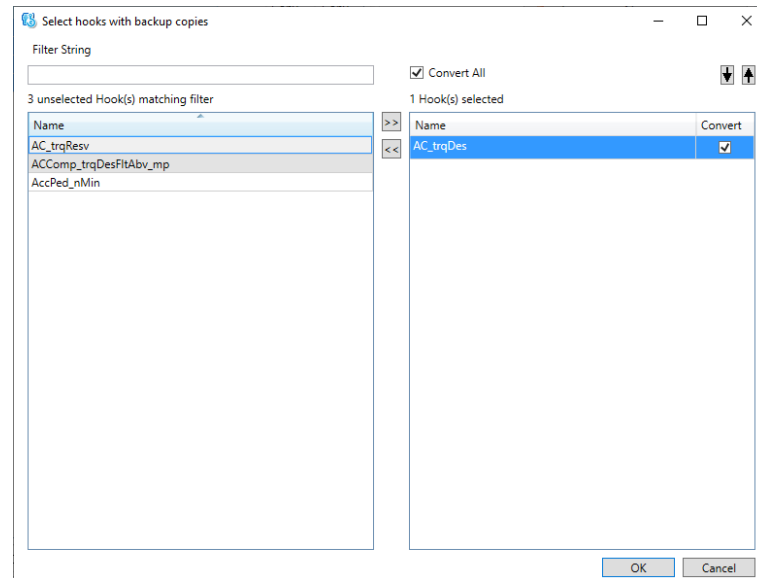 Select hooks with backup copies
Filter String
Convert All
3 unselected Hook(s) matching filter
1 Hook(s) selected
Name
>>
Name
Convert
AC_trqResv
<<
AC_trqDes
ACComp_trqDesFltAbv_mp
AccPed_nMin
OK
Cancel